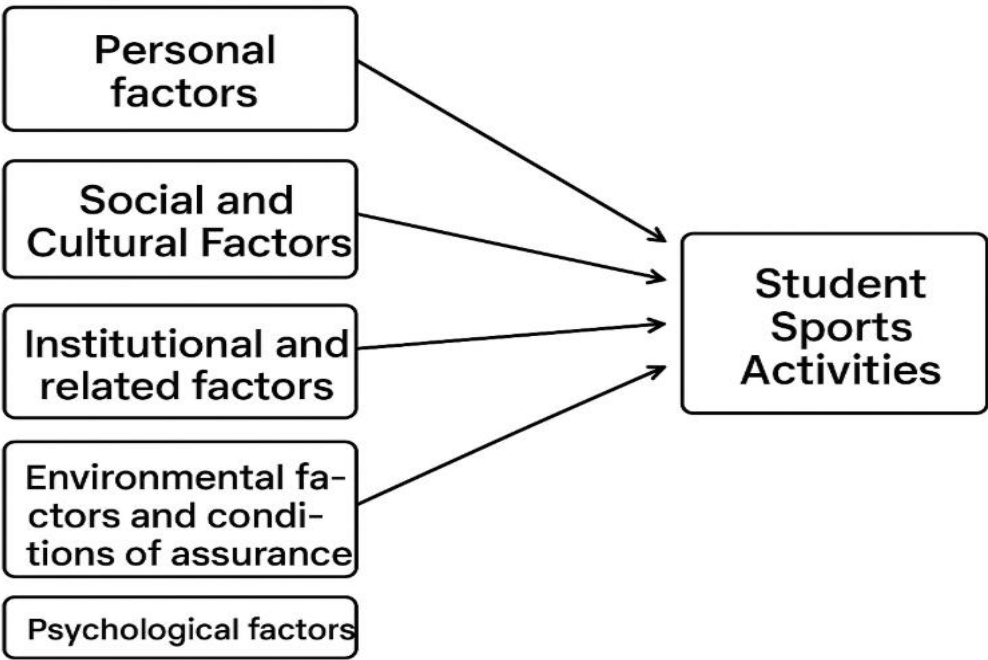 Personal
factors
Social and
Cultural Factors
Institutional and
related factors
Environmental fa-
ctors and condi-
tions of assurance
Psychological factors
Student
Sports
Activities